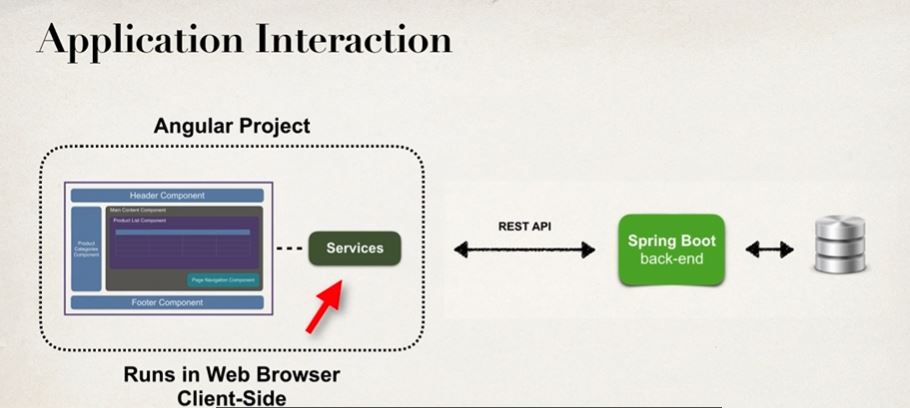 Application Interaction
Angular Project
Header Component
Main Content Component
Product List Component
Product
Categories
Component
Page Navigation Component
Footer Component
Services
REST API
Spring Boot
back-end
Runs in Web Browser
Client-Side